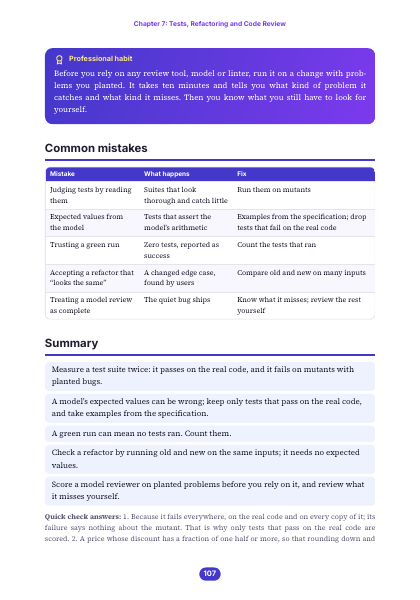 Chapter 7: Tests, Refactoring and Code Review
Professional habit
Before you rely on any review tool, model or linter, run it on a change with prob-
lems you planted. It takes ten minutes and tells you what kind of problem it
catches and what kind it misses. Then you know what you still have to look for
yourself.
Common mistakes
Mistake What happens Fix
Judging tests by reading Suites that look Run them on mutants
them thorough and catch little
Expected values from Tests that assert the Examples from the specification; drop
the model model's arithmetic tests that fail on the real code
Trusting a green run Zero tests, reported as Count the tests that ran
success
Accepting a refactor that A changed edge case, Compare old and new on many inputs
“looks the same” found by users
Treating a model review The quiet bug ships Know what it misses; review the rest
as complete yourself
Summary
Measure a test suite twice: it passes on the real code, and it fails on mutants with
planted bugs.
A model's expected values can be wrong; keep only tests that pass on the real code,
and take examples from the specification.
A green run can mean no tests ran. Count them.
Check a refactor by running old and new on the same inputs; it needs no expected
values.
Score a model reviewer on planted problems before you rely on it, and review what
it misses yourself.
Quick check answers: 1. Because it fails everywhere, on the real code and on every copy of it; its
failure says nothing about the mutant. That is why only tests that pass on the real code are
scored. 2. A price whose discount has a fraction of one half or more, so that rounding down and
107